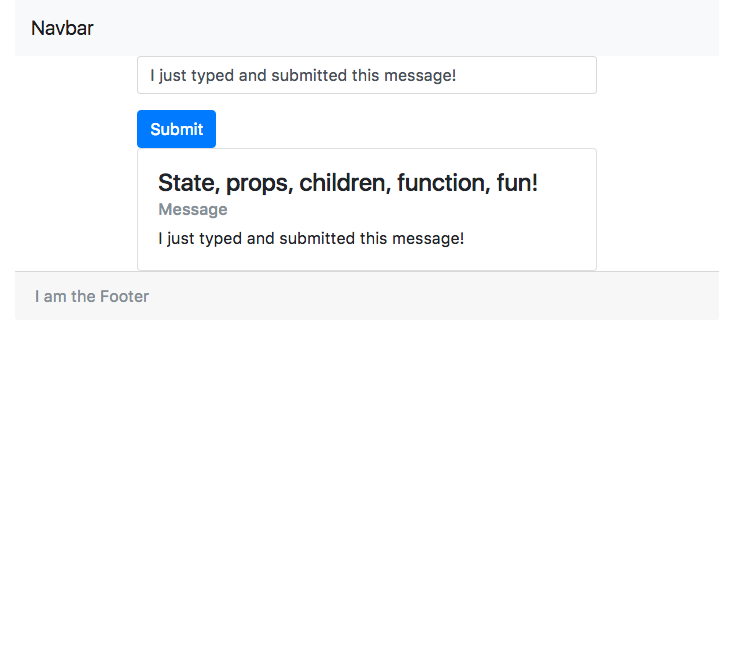 Navbar
I just typed and submitted this message!
Submit
State, props, children, function, fun!
Message
I just typed and submitted this message!
I am the Footer